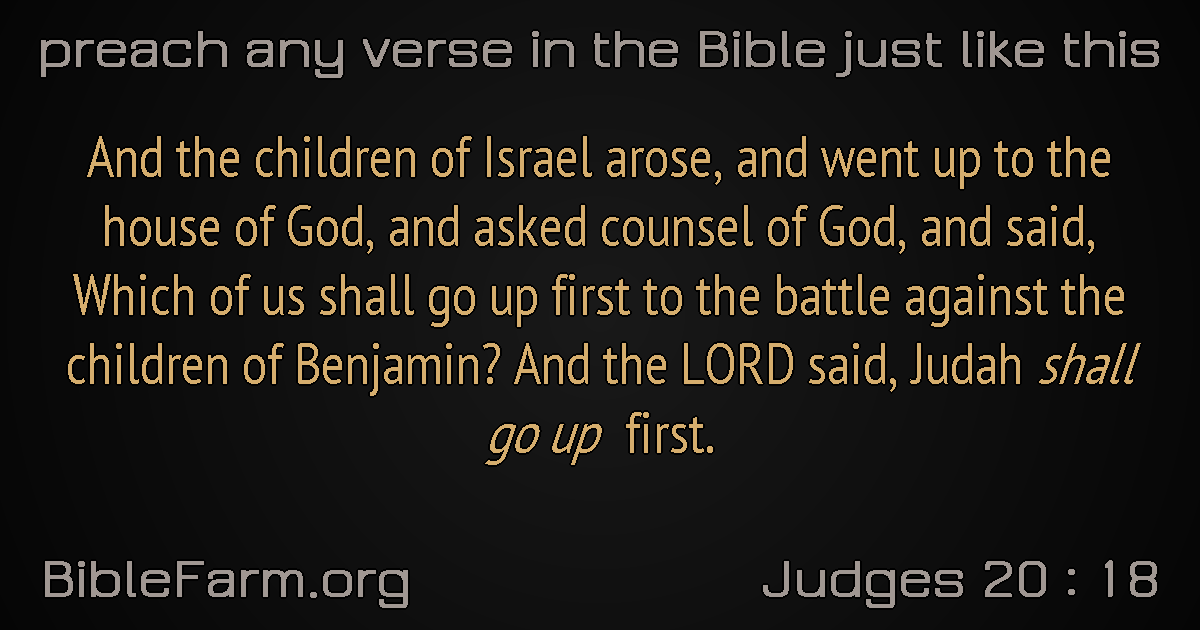 preach any verse in the Bible just like this
And the children of Israel arose, and went up to the
house of God, and asked counsel of God, and said,
Which of us shall go up first to the battle against the
children of Benjamin? And the LORD said, Judah shall
go up first.
BibleFarm.org
Judges 20 : 18